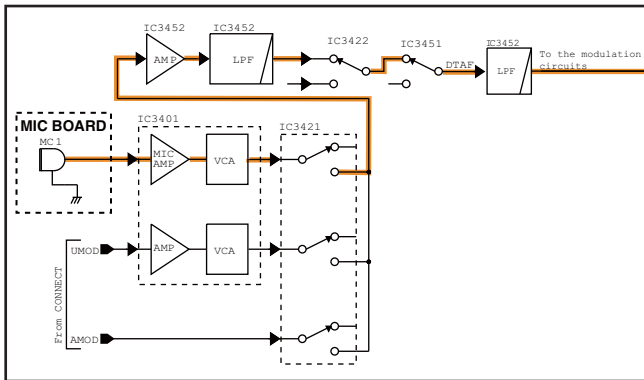 IC3452
IC3452
IC3422
IC3451
IC3452
AMP
LPF
DTAF
LPF
To the modulation
circuits
MIC BOARD
MC1
IC3401
IC3421
MIC
AMP
VCA
UMOD
AMP
VCA
From CONNECT
AMOD